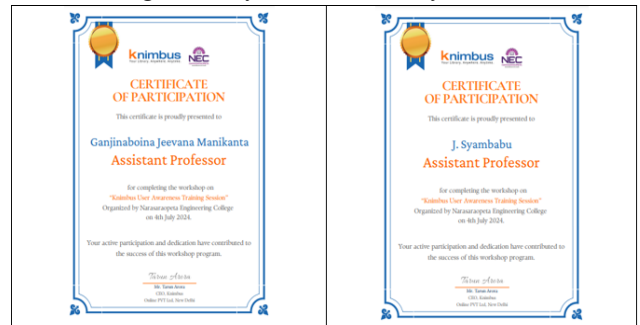 knimbus
Your Library. Anywhere. Anytime
NEC
CERTIFICATE
OF PARTICIPATION
This certificate is proudly presented to
Ganjinaboina Jeevana Manikanta
Assistant Professor
for completing the workshop on
"Knimbus User Awareness Training Session"
Organized by Narasaraopeta Engineering College
on 4th July 2024.
Your active participation and dedication have contributed to
the success of this workshop program.
Tarun Arora
Mr. Tarun Arora
CEO, Knimbus
Online PVT Ltd, New Delhi
knimbus
Your Library. Anywhere. Anytime
NEC
CERTIFICATE
OF PARTICIPATION
This certificate is proudly presented to
J. Syambabu
Assistant Professor
for completing the workshop on
"Knimbus User Awareness Training Session"
Organized by Narasaraopeta Engineering College
on 4th July 2024.
Your active participation and dedication have contributed to
the success of this workshop program.
Tarun Arora
Mr. Tarun Arora
CEO, Knimbus
Online PVT Ltd, New Delhi